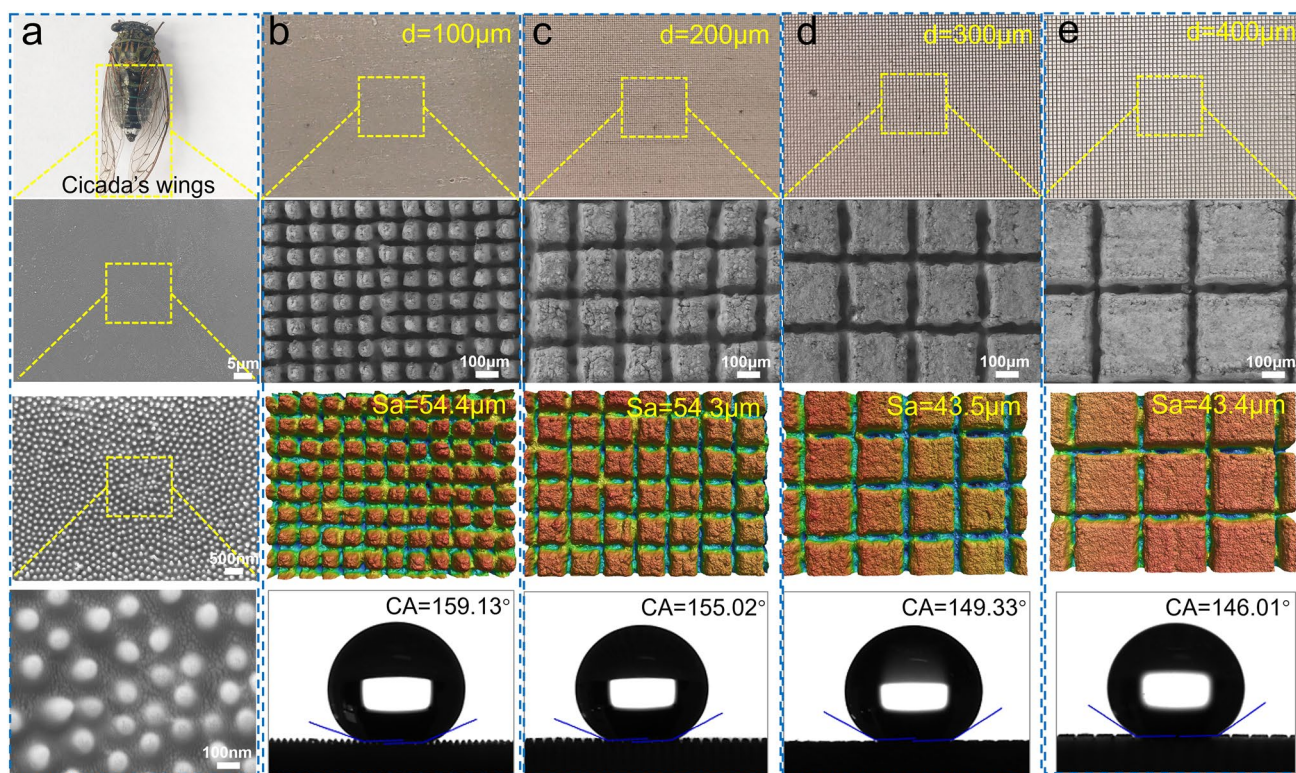 a
Cicada's wings
5μm
500nm
100nm
b
d=100μm
100μm
Sa=54.4μm
CA=159.13°
c
d=200μm
100μm
Sa=54.3μm
CA=155.02°
d
d=300μm
100μm
Sa=43.5μm
CA=149.33°
e
d=400μm
100μm
Sa=43.4μm
CA=146.01°